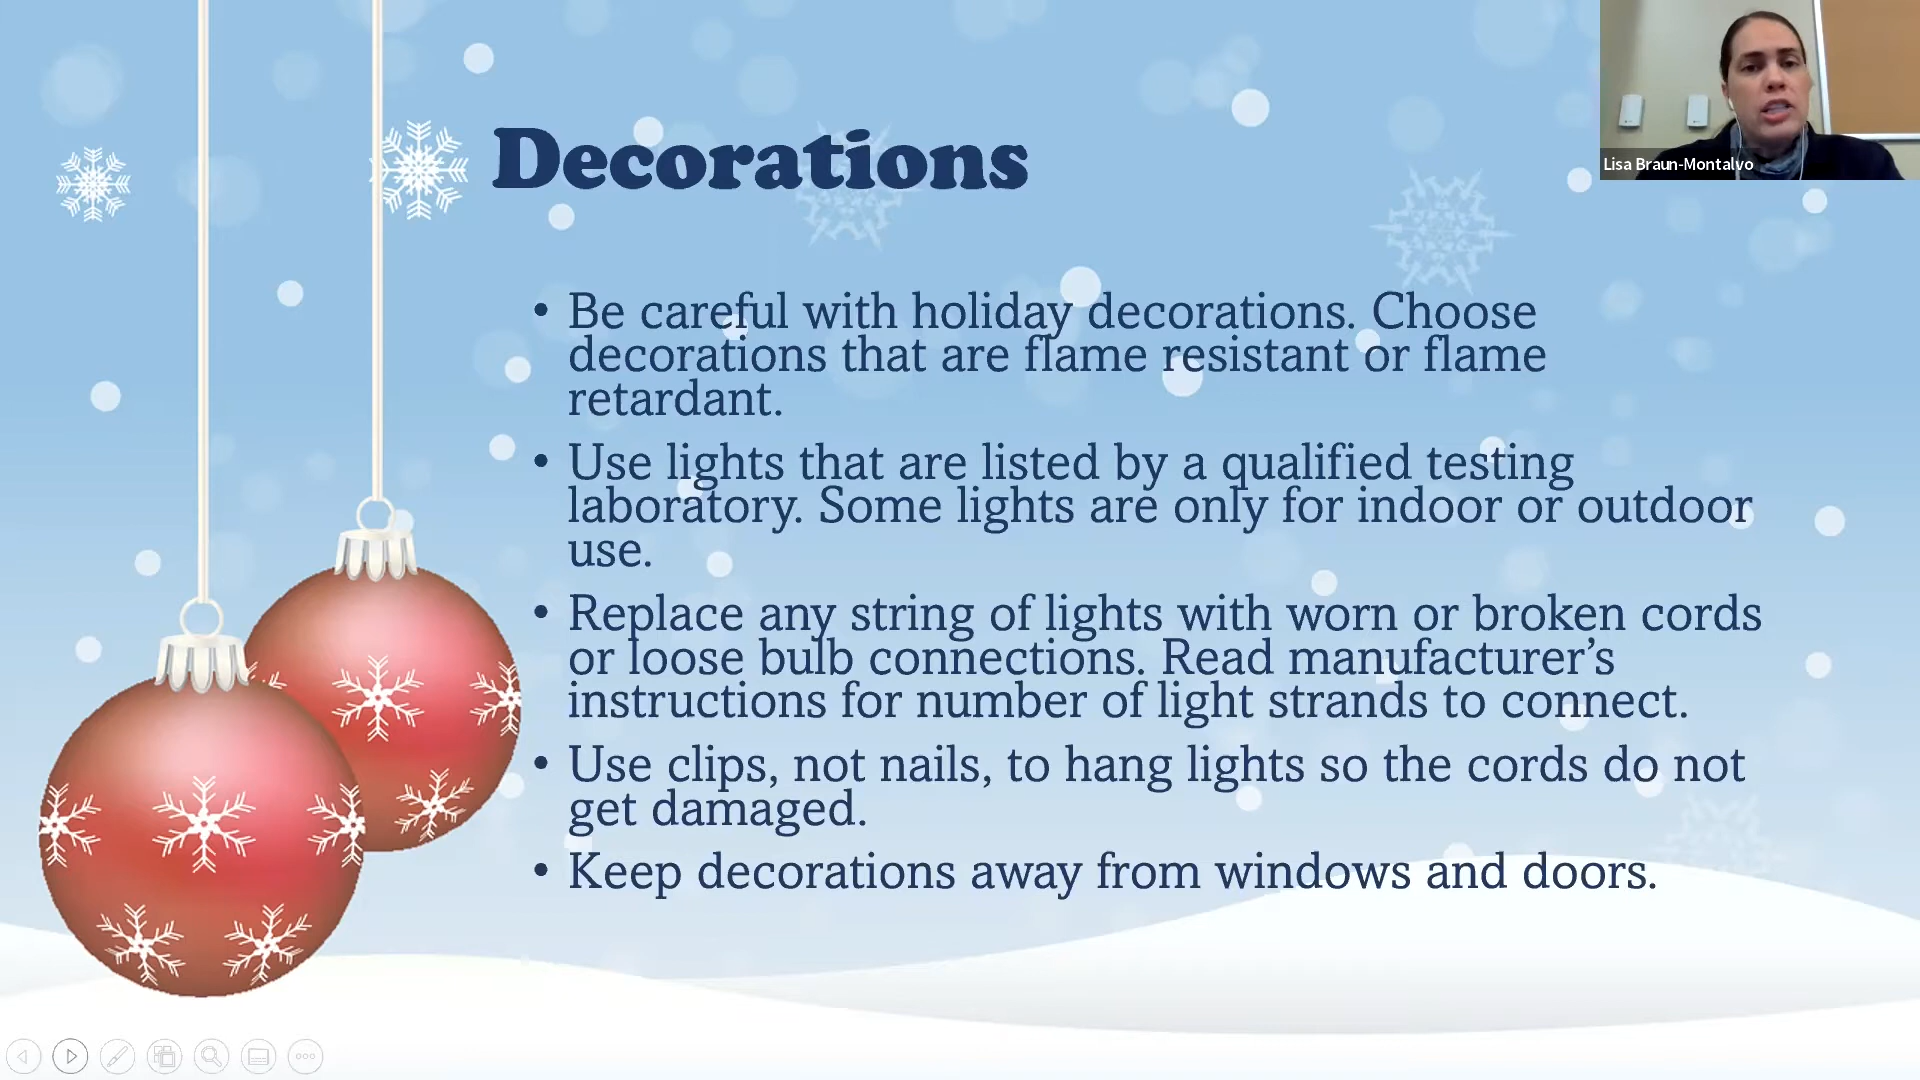 Decorations
Lisa Braun-Montalvo
• Be careful with holiday decorations. Choose
decorations that are flame resistant or flame
retardant.
• Use lights that are listed by a qualified testing
laboratory. Some lights are only for indoor or outdoor
use.
• Replace any string of lights with worn or broken cords
or loose bulb connections. Read manufacturer’s
instructions for number of light strands to connect.
• Use clips, not nails, to hang lights so the cords do not
get damaged.
• Keep decorations away from windows and doors.